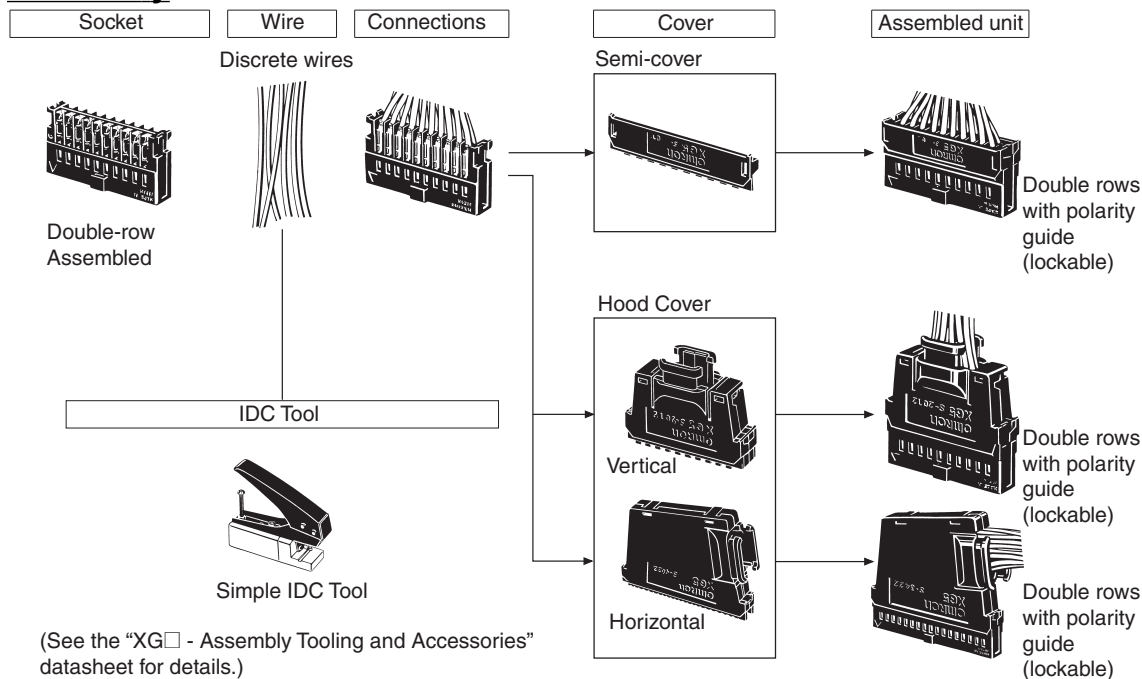 Socket
Wire
Connections
Cover
Assembled unit
Discrete wires
Semi-cover
Double-row
Assembled
Double rows
with polarity
guide
(lockable)
Hood Cover
IDC Tool
Vertical
Double rows
with polarity
guide
(lockable)
Simple IDC Tool
Horizontal
Double rows
with polarity
guide
(lockable)
(See the “XG□ - Assembly Tooling and Accessories”
datasheet for details.)